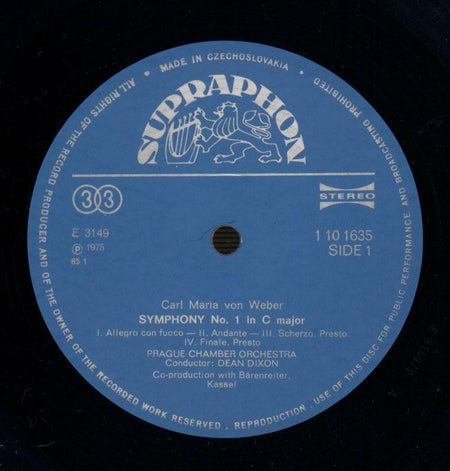 MADE IN CZECHOSLOVAKIA
ALL RIGHTS OF THE RECORD PRODUCER AND OF THE OWNER OF THE RECORDED WORK RESERVED. REPRODUCTION. USE OF THIS DISC FOR PUBLIC PERFORMANCE AND BROADCASTING PROHIBITED
SUPRAPHON
33
STEREO
E 3149
℗ 1975
85 1
1 10 1635
SIDE 1
Carl Maria von Weber
SYMPHONY No. 1 in C major
I. Allegro con fuoco – II. Andante – III. Scherzo. Presto
IV. Finale. Presto
PRAGUE CHAMBER ORCHESTRA
Conductor: DEAN DIXON
Co-production with Bärenreiter,
Kassel